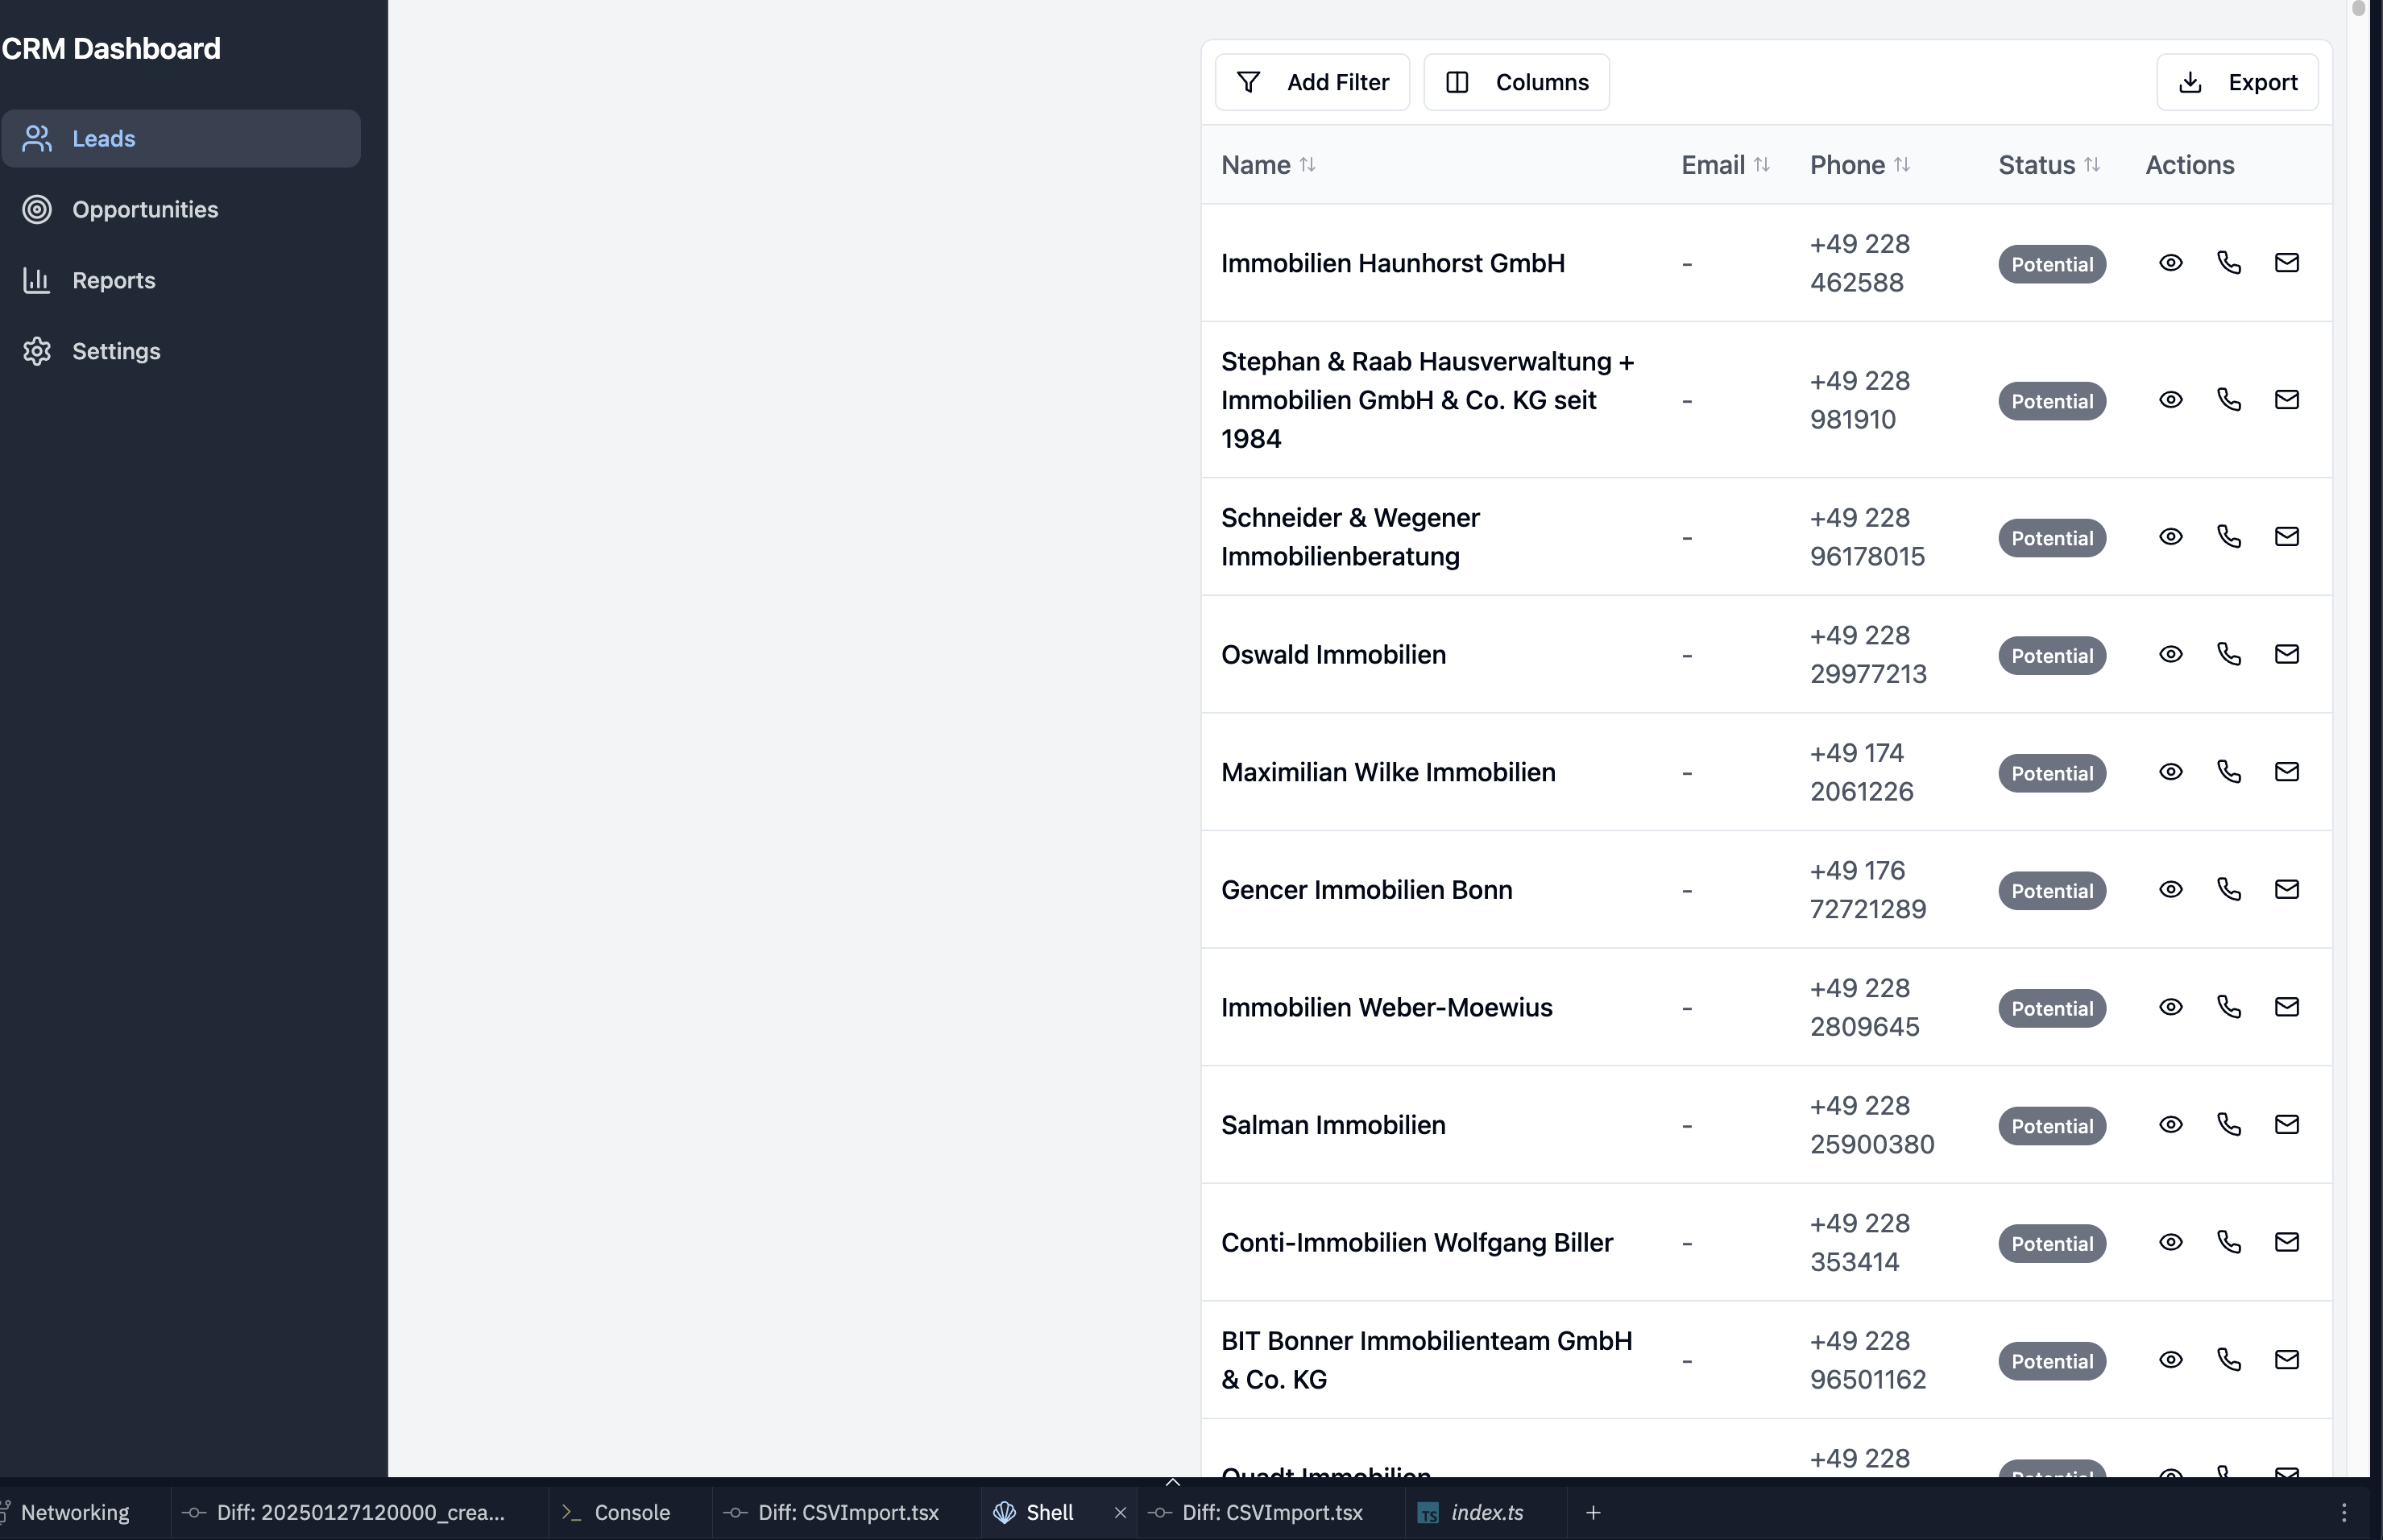 CRM Dashboard
Leads
Opportunities
Reports
Settings
Add Filter
Columns
Export
Name
Email
Phone
Status
Actions
Immobilien Haunhorst GmbH
-
+49 228
462588
Potential
Stephan & Raab Hausverwaltung +
Immobilien GmbH & Co. KG seit
1984
-
+49 228
981910
Potential
Schneider & Wegener
Immobilienberatung
-
+49 228
96178015
Potential
Oswald Immobilien
-
+49 228
29977213
Potential
Maximilian Wilke Immobilien
-
+49 174
2061226
Potential
Gencer Immobilien Bonn
-
+49 176
72721289
Potential
Immobilien Weber-Moewius
-
+49 228
2809645
Potential
Salman Immobilien
-
+49 228
25900380
Potential
Conti-Immobilien Wolfgang Biller
-
+49 228
353414
Potential
BIT Bonner Immobilienteam GmbH
& Co. KG
-
+49 228
96501162
Potential
Quadt Immobilien
+49 228
Potential
Networking
Diff: 20250127120000_crea...
Console
Diff: CSVImport.tsx
Shell
Diff: CSVImport.tsx
TS
index.ts